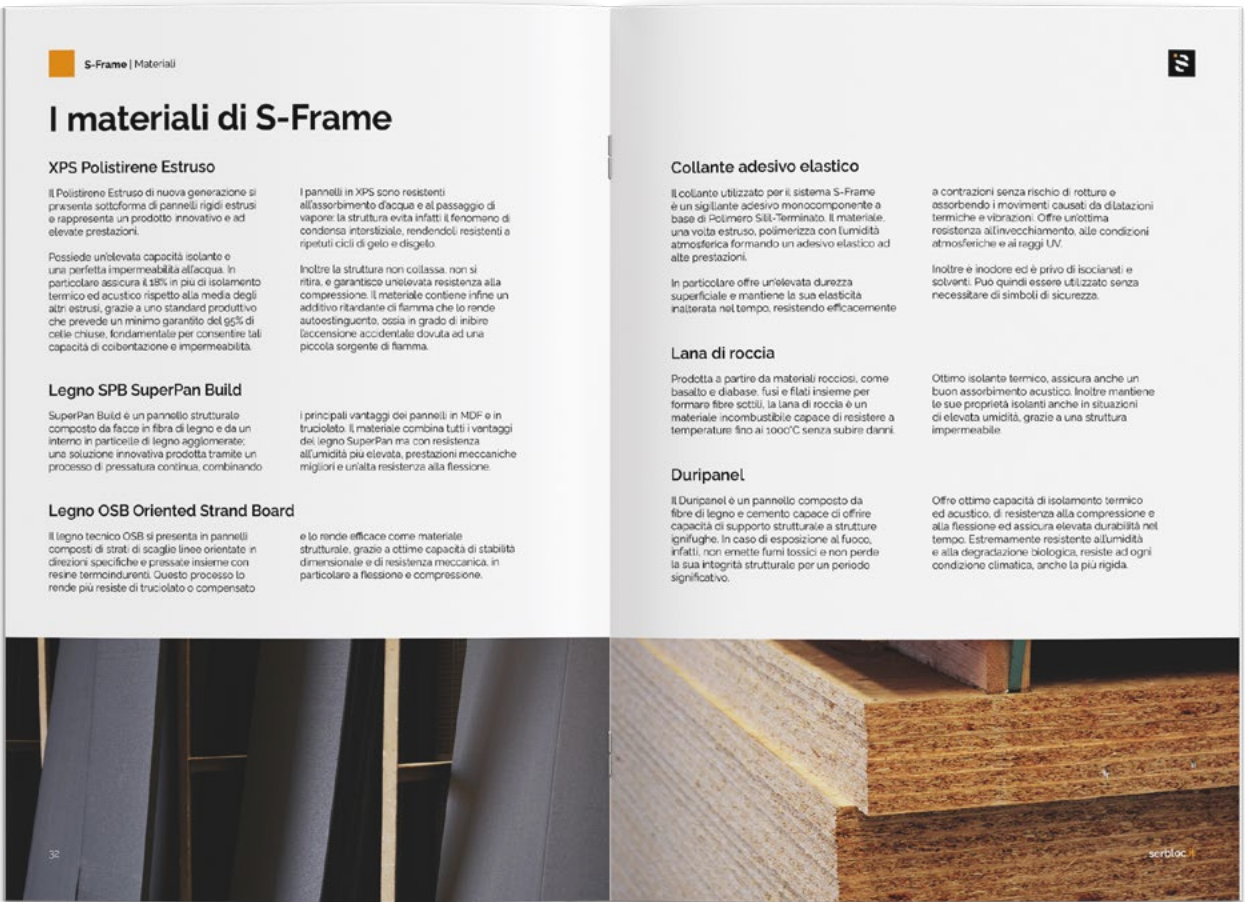 S-Frame | Materiali
I materiali di S-Frame
XPS Polistirene Estruso
Il Polistirene Estruso di nuova generazione si
prwsenta sottoforma di pannelli rigidi estrusi
e rappresenta un prodotto innovativo e ad
elevate prestazioni.
Possiede un'elevata capacità isolante e
una perfetta impermeabilità all'acqua. In
particolare assicura il 18% in più di isolamento
termico ed acustico rispetto alla media degli
altri estrusi, grazie a uno standard produttivo
che prevede un minimo garantito del 95% di
celle chiuse, fondamentale per consentire tali
capacità di coibentazione e impermeabilità.
I pannelli in XPS sono resistenti
all'assorbimento d'acqua e al passaggio di
vapore: la struttura evita infatti il fenomeno di
condensa interstiziale, rendendoli resistenti a
ripetuti cicli di gelo e disgelo.
Inoltre la struttura non collassa, non si
ritira, e garantisce un'elevata resistenza alla
compressione. Il materiale contiene infine un
additivo ritardante di fiamma che lo rende
autoestinguente, ossia in grado di inibire
l'accensione accidentale dovuta ad una
piccola sorgente di fiamma.
Legno SPB SuperPan Build
SuperPan Build è un pannello strutturale
composto da facce in fibra di legno e da un
interno in particelle di legno agglomerate;
una soluzione innovativa prodotta tramite un
processo di pressatura continua, combinando
i principali vantaggi dei pannelli in MDF e in
truciolato. Il materiale combina tutti i vantaggi
del legno SuperPan ma con resistenza
all'umidità più elevata, prestazioni meccaniche
migliori e un'alta resistenza alla flessione.
Legno OSB Oriented Strand Board
Il legno tecnico OSB si presenta in pannelli
composti di strati di scaglie linee orientate in
direzioni specifiche e pressate insieme con
resine termoindurenti. Questo processo lo
rende più resiste di truciolato o compensato
e lo rende efficace come materiale
strutturale, grazie a ottime capacità di stabilità
dimensionale e di resistenza meccanica, in
particolare a flessione e compressione.
32
Collante adesivo elastico
Il collante utilizzato per il sistema S-Frame
è un sigillante adesivo monocomponente a
base di Polimero Silil-Terminato. Il materiale,
una volta estruso, polimerizza con l'umidità
atmosferica formando un adesivo elastico ad
alte prestazioni.
In particolare offre un'elevata durezza
superficiale e mantiene la sua elasticità
inalterata nel tempo, resistendo efficacemente
a contrazioni senza rischio di rotture e
assorbendo i movimenti causati da dilatazioni
termiche e vibrazioni. Offre un'ottima
resistenza all'invecchiamento, alle condizioni
atmosferiche e ai raggi UV.
Inoltre è inodore ed è privo di isocianati e
solventi. Può quindi essere utilizzato senza
necessitare di simboli di sicurezza.
Lana di roccia
Prodotta a partire da materiali rocciosi, come
basalto e diabase, fusi e filati insieme per
formare fibre sottili, la lana di roccia è un
materiale incombustibile capace di resistere a
temperature fino ai 1000°C senza subire danni.
Ottimo isolante termico, assicura anche un
buon assorbimento acustico. Inoltre mantiene
le sue proprietà isolanti anche in situazioni
di elevata umidità, grazie a una struttura
impermeabile.
Duripanel
Il Duripanel è un pannello composto da
fibre di legno e cemento capace di offrire
capacità di supporto strutturale a strutture
ignifughe. In caso di esposizione al fuoco,
infatti, non emette fumi tossici e non perde
la sua integrità strutturale per un periodo
significativo.
Offre ottime capacità di isolamento termico
ed acustico, di resistenza alla compressione e
alla flessione ed assicura elevata durabilità nel
tempo. Estremamente resistente all'umidità
e alla degradazione biologica, resiste ad ogni
condizione climatica, anche la più rigida.
serbloc.it